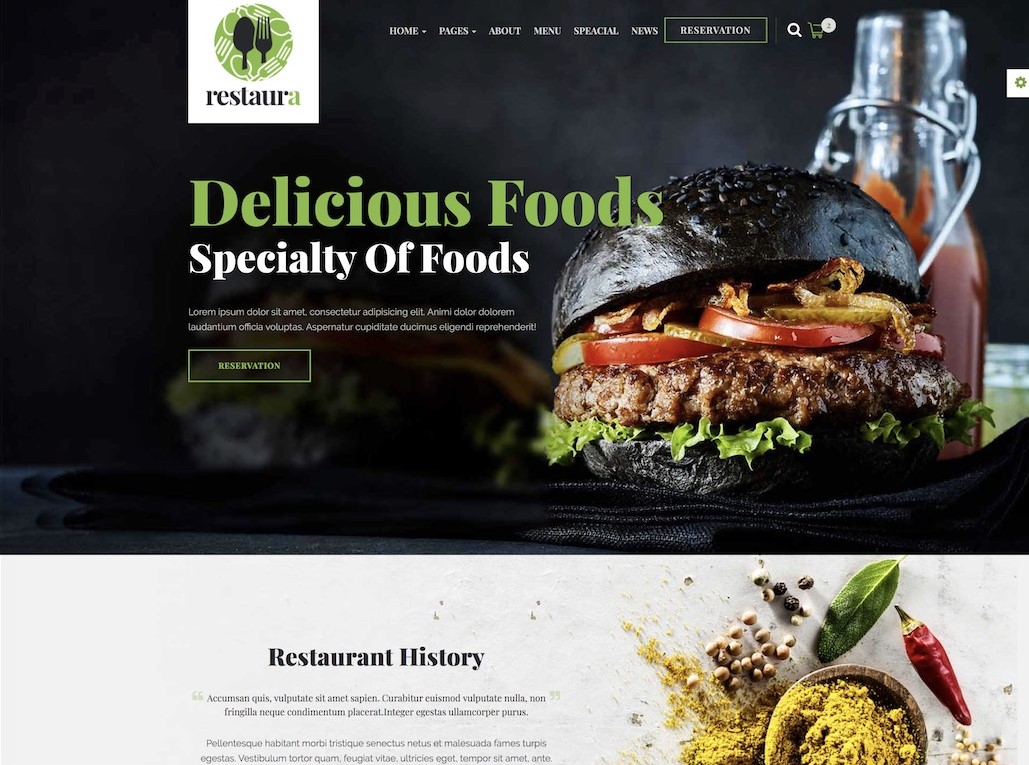 restaura
HOME PAGES ABOUT MENU SPEACIAL NEWS RESERVATION 2
Delicious Foods
Specialty Of Foods
Lorem ipsum dolor sit amet, consectetur adipisicing elit. Animi dolor dolorem
laudantium officia voluptas. Aspernatur cupiditate ducimus eligendi reprehenderit!
RESERVATION
Restaurant History
“ Accumsan quis, vulputate sit amet sapien. Curabitur euismod vulputate nulla, non ”
fringilla neque condimentum placerat.Integer egestas ullamcorper purus.
Pellentesque habitant morbi tristique senectus netus et malesuada fames turpis
egestas. Vestibulum tortor quam, feugiat vitae, ultricies eget, tempor sit amet, ante.